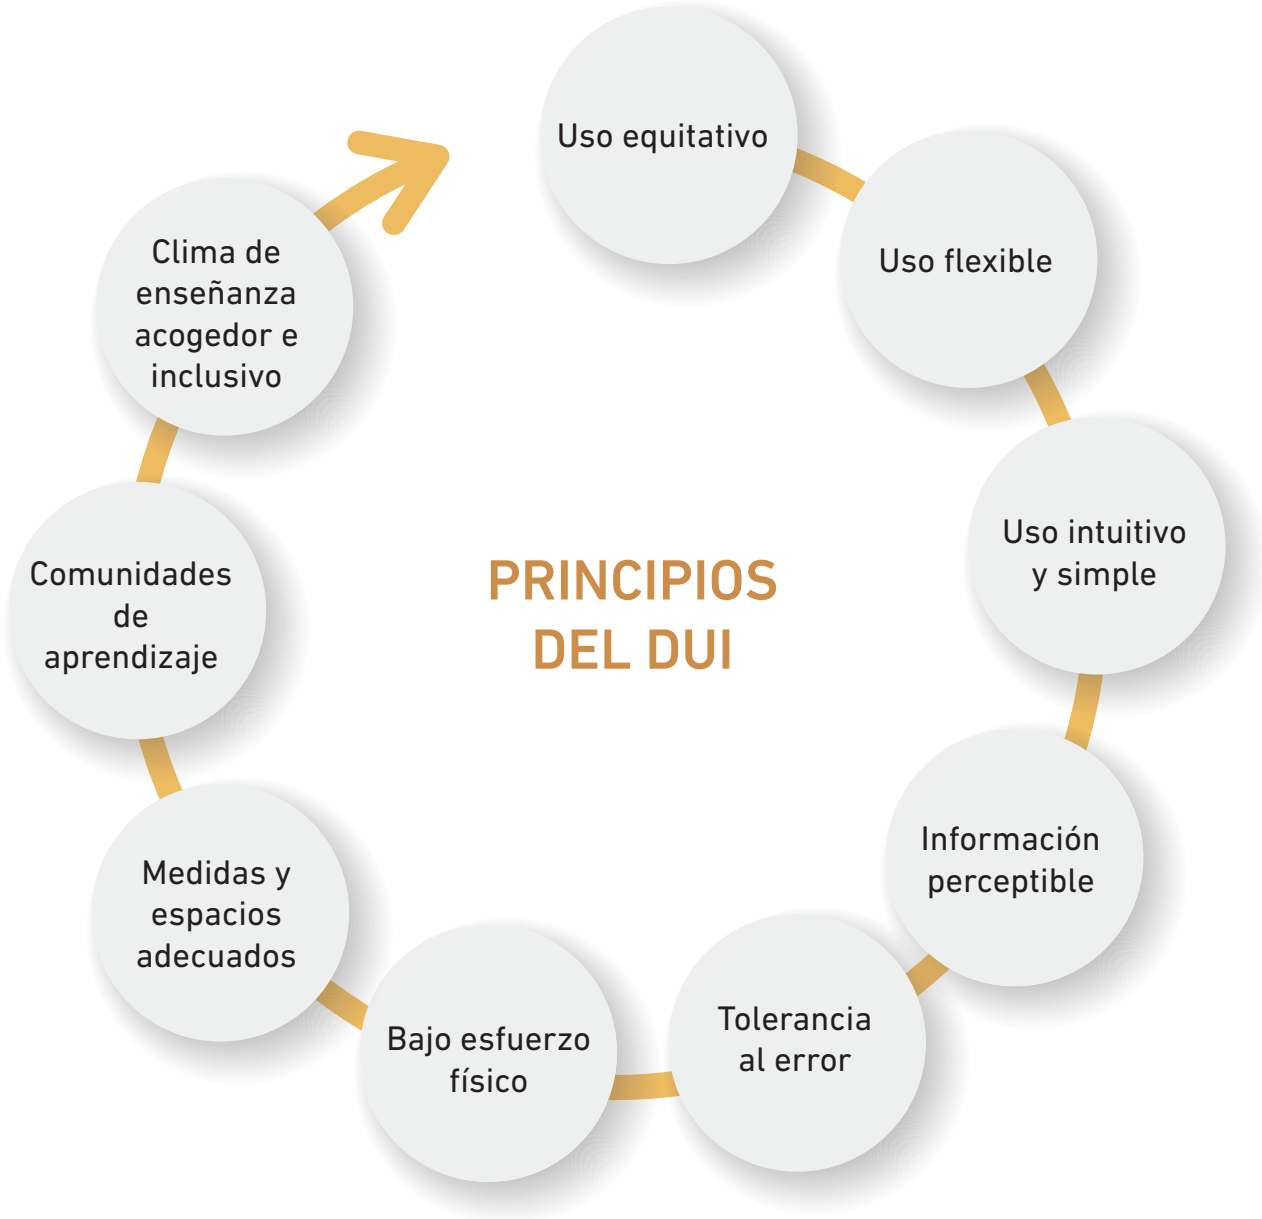 PRINCIPIOS
DEL DUI
Uso equitativo
Uso flexible
Uso intuitivo
y simple
Información
perceptible
Tolerancia
al error
Bajo esfuerzo
físico
Medidas y
espacios
adecuados
Comunidades
de
aprendizaje
Clima de
enseñanza
acogedor e
inclusivo